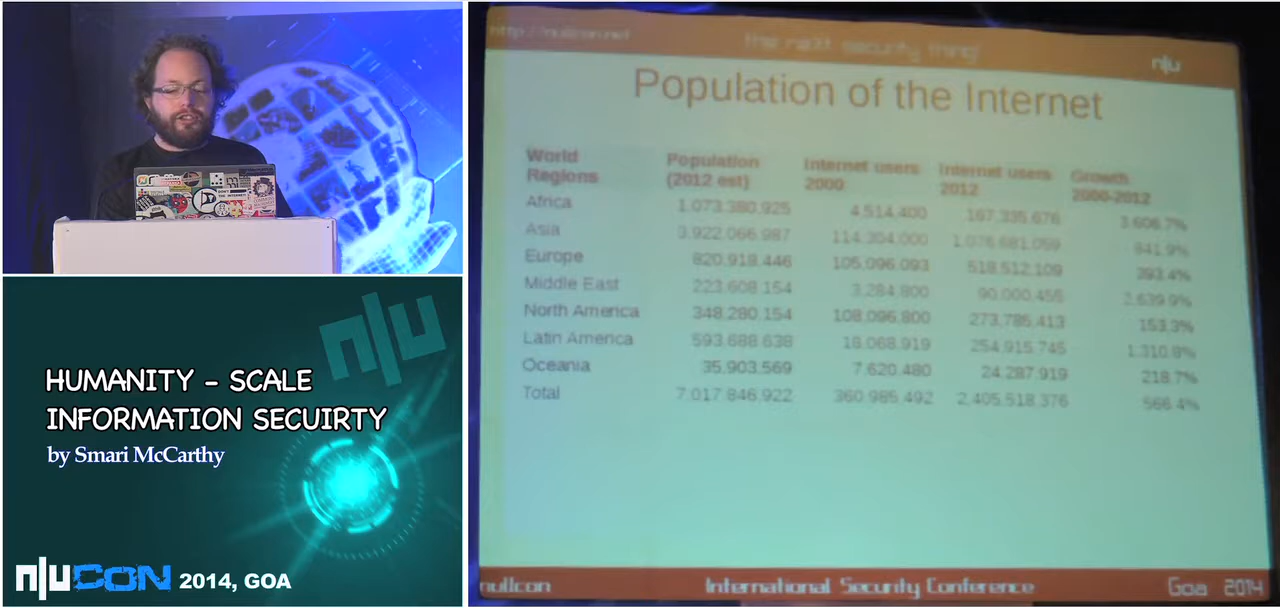 HUMANITY – SCALE
INFORMATION SECUIRTY
by Smari McCarthy
n|u CON 2014, GOA
n|u
http://nullcon.net
the next security thing!
n|u
Population of the Internet
World Regions Population (2012 est) Internet users 2000 Internet users 2012 Growth 2000-2012
Africa 1.073.380.925 4.514.400 167.335.676 3.606.7%
Asia 3.922.066.987 114.304.000 1.076.681.059 841.9%
Europe 820.918.446 105.096.093 518.512.109 393.4%
Middle East 223.608.154 3.284.800 90.000.455 2.639.9%
North America 348.280.154 108.096.800 273.785.413 153.3%
Latin America 593.688.638 18.068.919 254.915.745 1.310.8%
Oceania 35.903.569 7.620.480 24.287.919 218.7%
Total 7.017.846.922 360.985.492 2.405.518.376 566.4%
nullcon International Security Conference Goa 2014